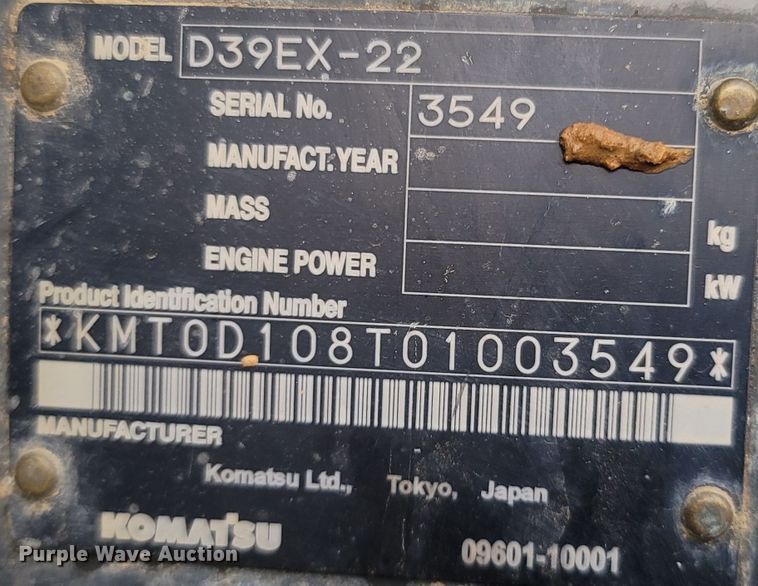 MODEL D39EX-22
SERIAL No. 3549
MANUFACT.YEAR
MASS kg
ENGINE POWER kW
Product Identification Number
*KMT0D108T01003549*
MANUFACTURER
Komatsu Ltd., Tokyo, Japan
KOMATSU
09601-10001
Purple Wave Auction